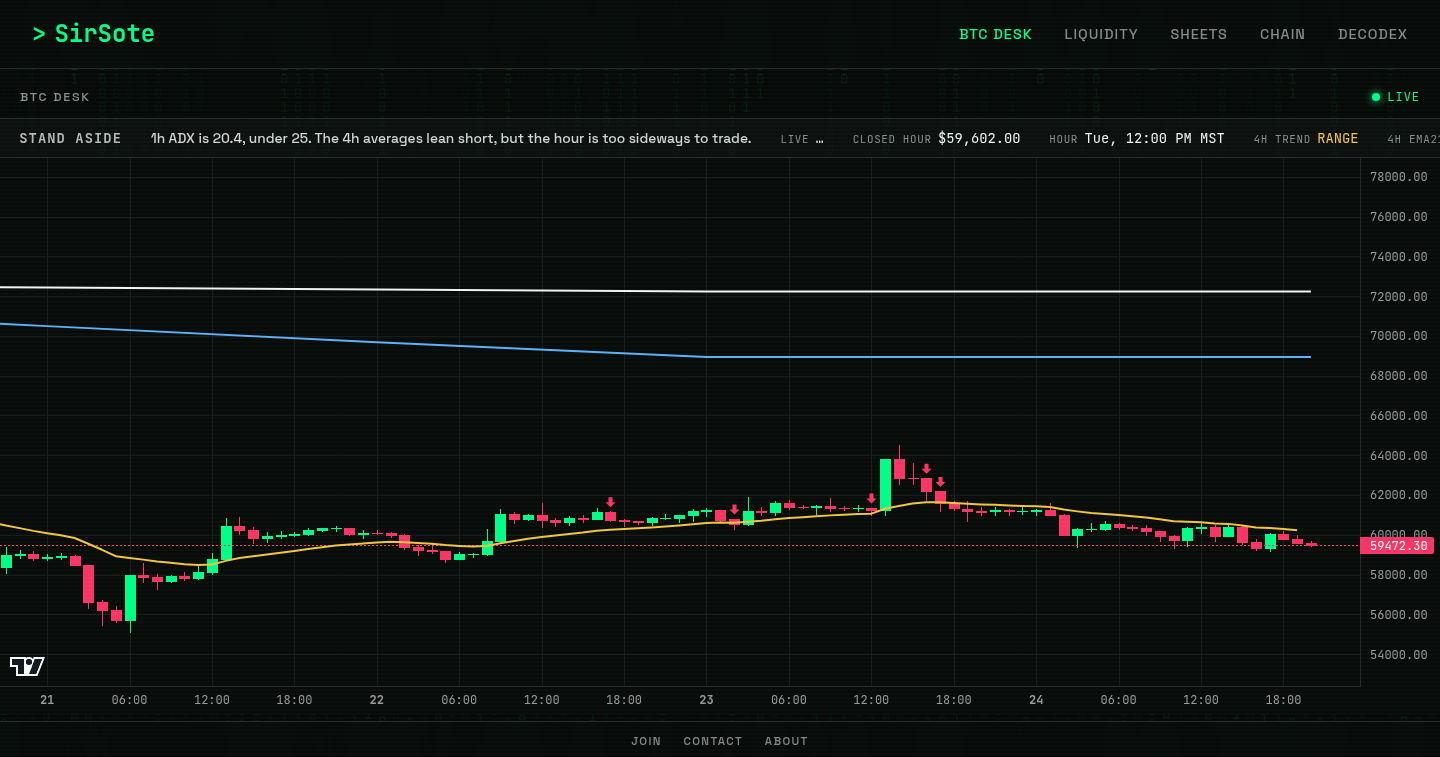 > SirSote
BTC DESK LIQUIDITY SHEETS CHAIN DECODEX
BTC DESK
LIVE
STAND ASIDE 1h ADX is 20.4, under 25. The 4h averages lean short, but the hour is too sideways to trade. LIVE … CLOSED HOUR $59,602.00 HOUR Tue, 12:00 PM MST 4H TREND RANGE 4H EMA21
78000.00
76000.00
74000.00
72000.00
70000.00
68000.00
66000.00
64000.00
62000.00
60000.00
59472.30
58000.00
56000.00
54000.00
21 06:00 12:00 18:00 22 06:00 12:00 18:00 23 06:00 12:00 18:00 24 06:00 12:00 18:00
JOIN CONTACT ABOUT